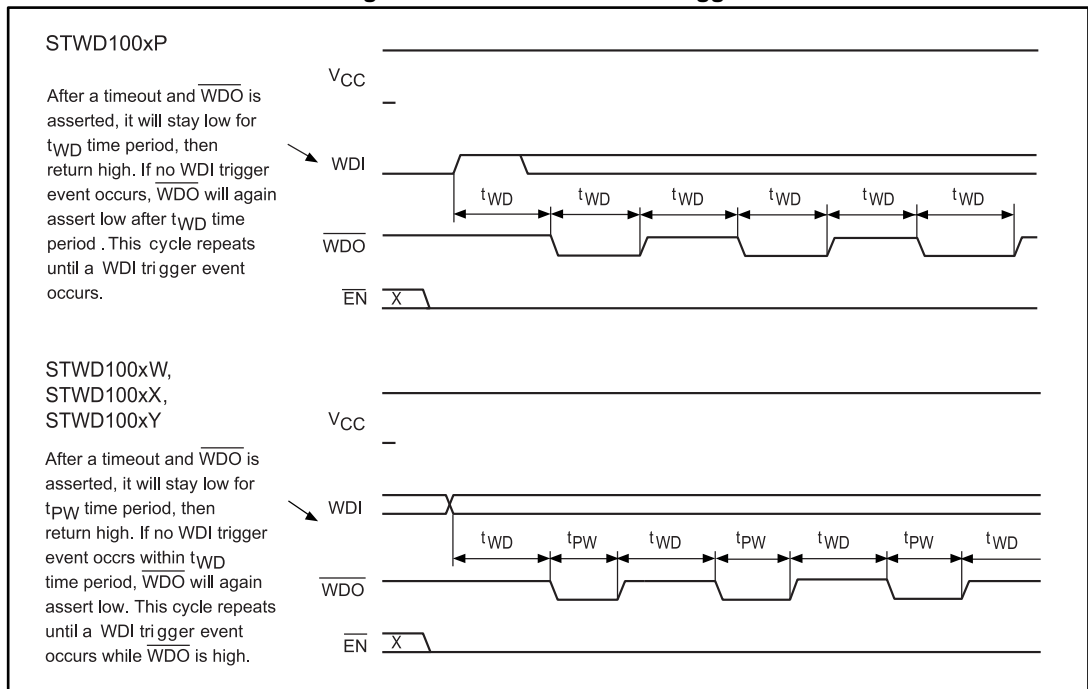 STWD100xP
After a timeout and WDO is
asserted, it will stay low for
tWD time period, then
return high. If no WDI trigger
event occurs, WDO will again
assert low after tWD time
period . This cycle repeats
until a WDI trigger event
occurs.
VCC
WDI
tWD tWD tWD tWD tWD tWD
WDO
EN X
STWD100xW,
STWD100xX,
STWD100xY
After a timeout and WDO is
asserted, it will stay low for
tPW time period, then
return high. If no WDI trigger
event occrs within tWD
time period, WDO will again
assert low. This cycle repeats
until a WDI trigger event
occurs while WDO is high.
VCC
WDI
tWD tPW tWD tPW tWD tPW tWD
WDO
EN X